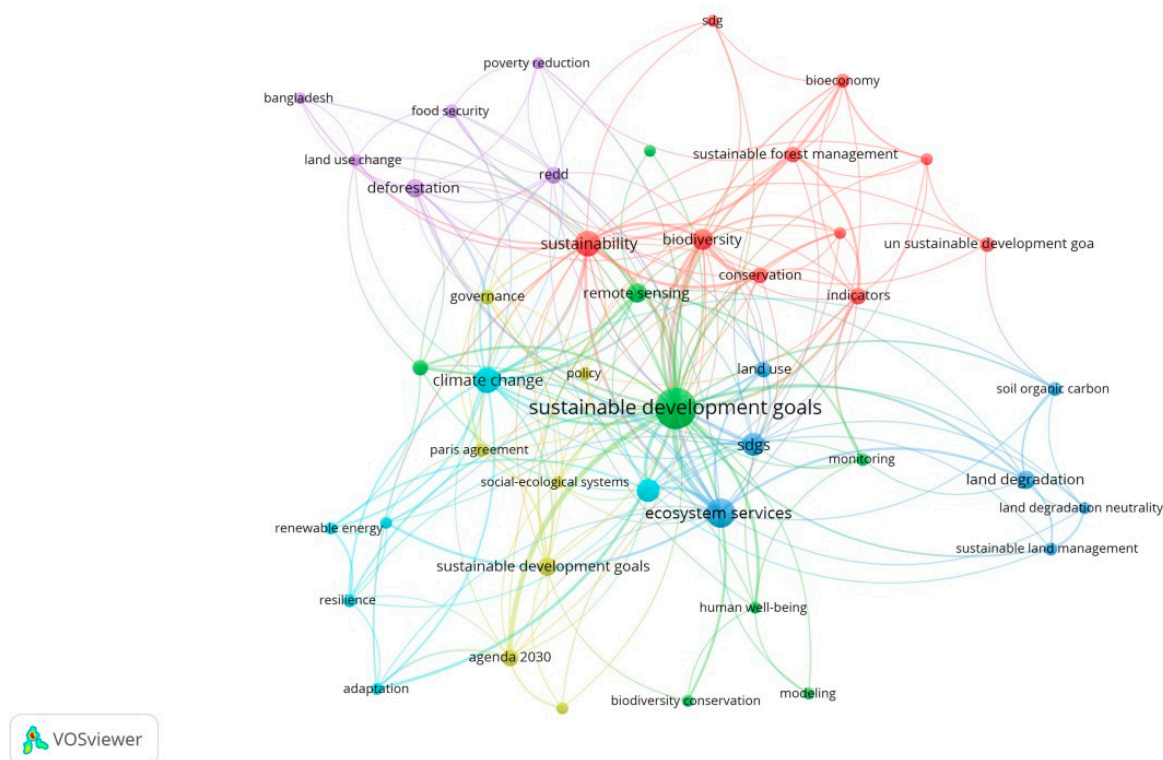 sdg
poverty reduction
bioeconomy
bangladesh
food security
sustainable forest management
land use change
redd
deforestation
sustainability
biodiversity
un sustainable development goa
conservation
governance
remote sensing
indicators
climate change
policy
land use
soil organic carbon
sustainable development goals
paris agreement
sdgs
monitoring
social-ecological systems
land degradation
ecosystem services
land degradation neutrality
renewable energy
sustainable land management
sustainable development goals
resilience
human well-being
agenda 2030
adaptation
biodiversity conservation
modeling
VOSviewer